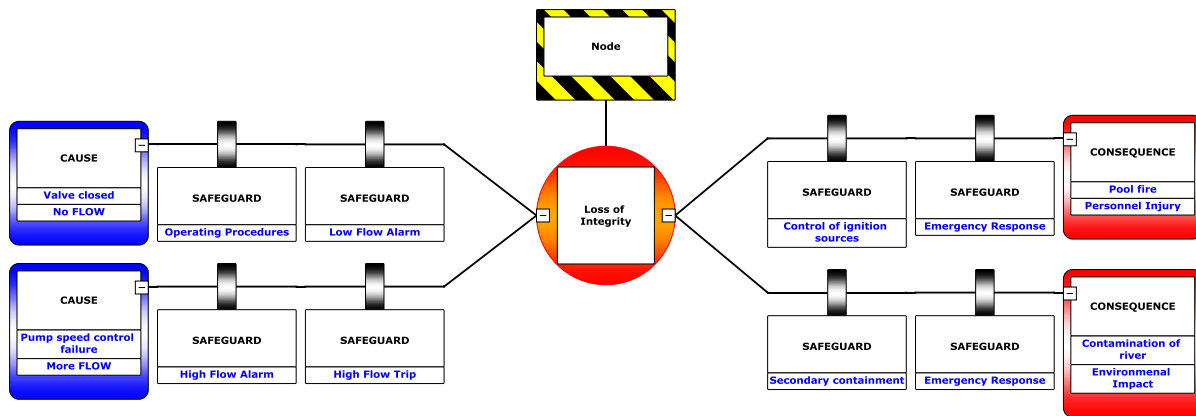 Node
CAUSE
Valve closed
No FLOW
SAFEGUARD
Operating Procedures
SAFEGUARD
Low Flow Alarm
Loss of
Integrity
SAFEGUARD
Control of ignition
sources
SAFEGUARD
Emergency Response
CONSEQUENCE
Pool fire
Personnel Injury
CAUSE
Pump speed control
failure
More FLOW
SAFEGUARD
High Flow Alarm
SAFEGUARD
High Flow Trip
SAFEGUARD
Secondary containment
SAFEGUARD
Emergency Response
CONSEQUENCE
Contamination of
river
Environmenal
Impact